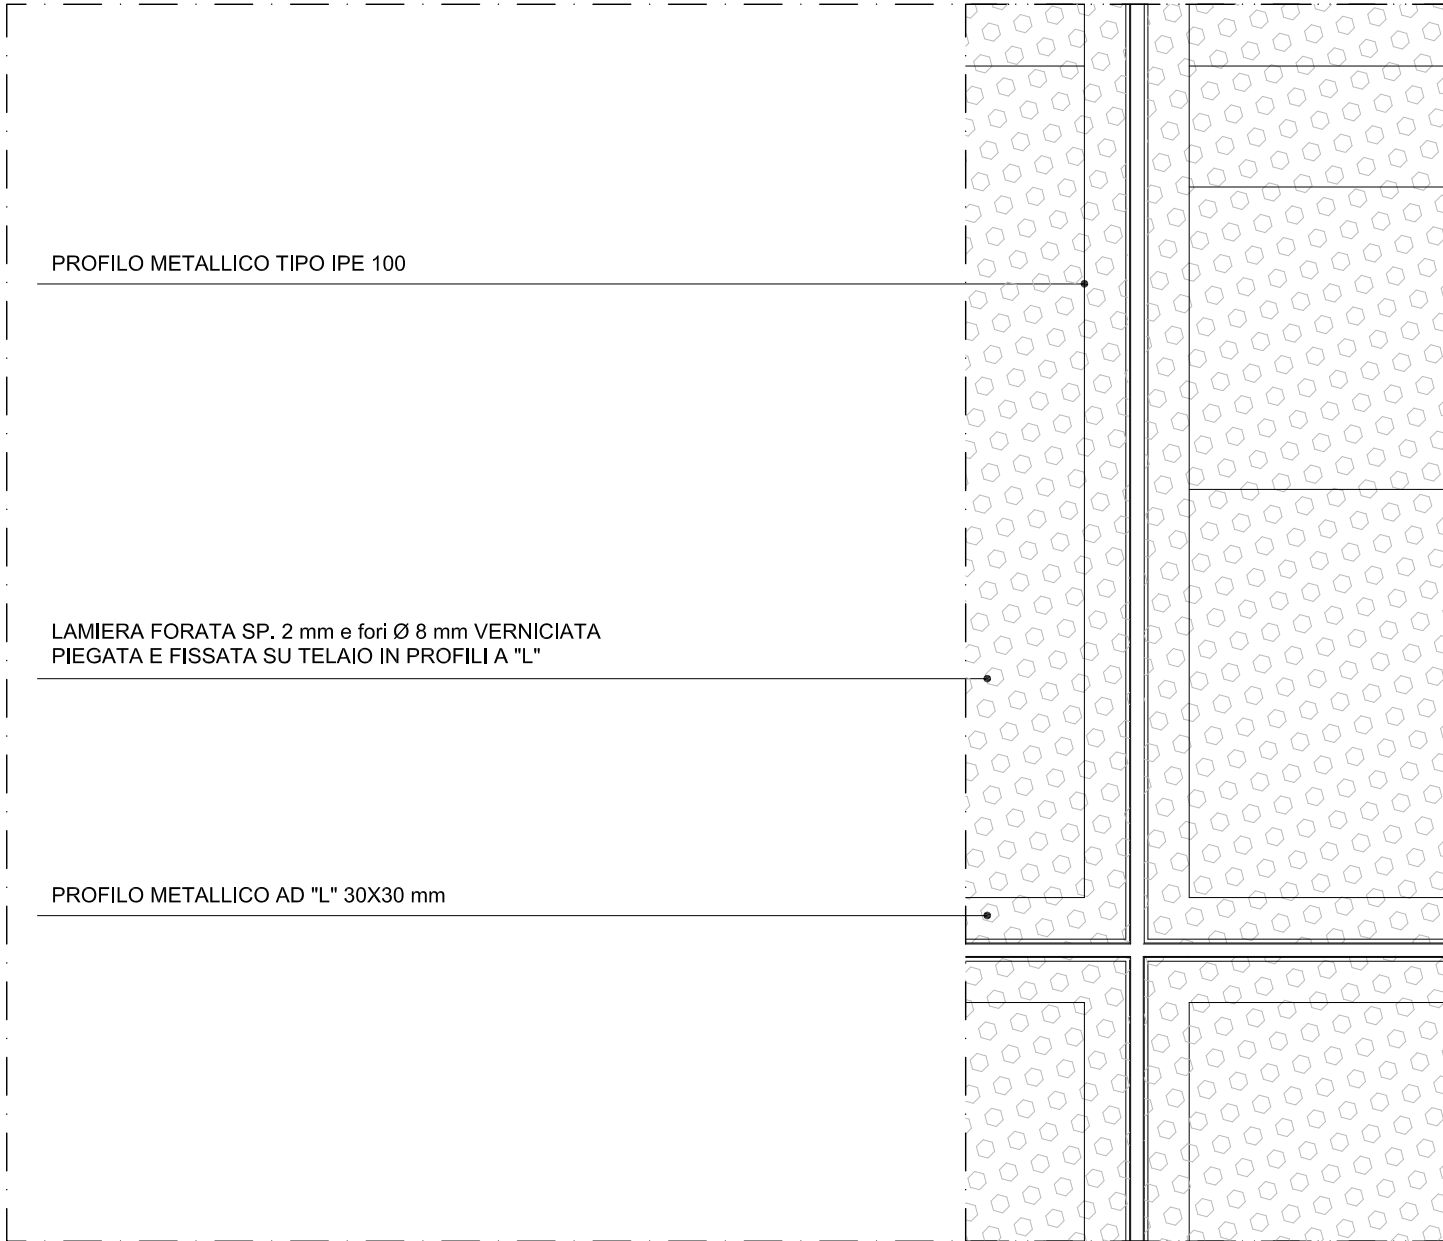 PROFILO METALLICO TIPO IPE 100
LAMIERA FORATA SP. 2 mm e fori Ø 8 mm VERNICIATA
PIEGATA E FISSATA SU TELAIO IN PROFILI A "L"
PROFILO METALLICO AD "L" 30X30 mm